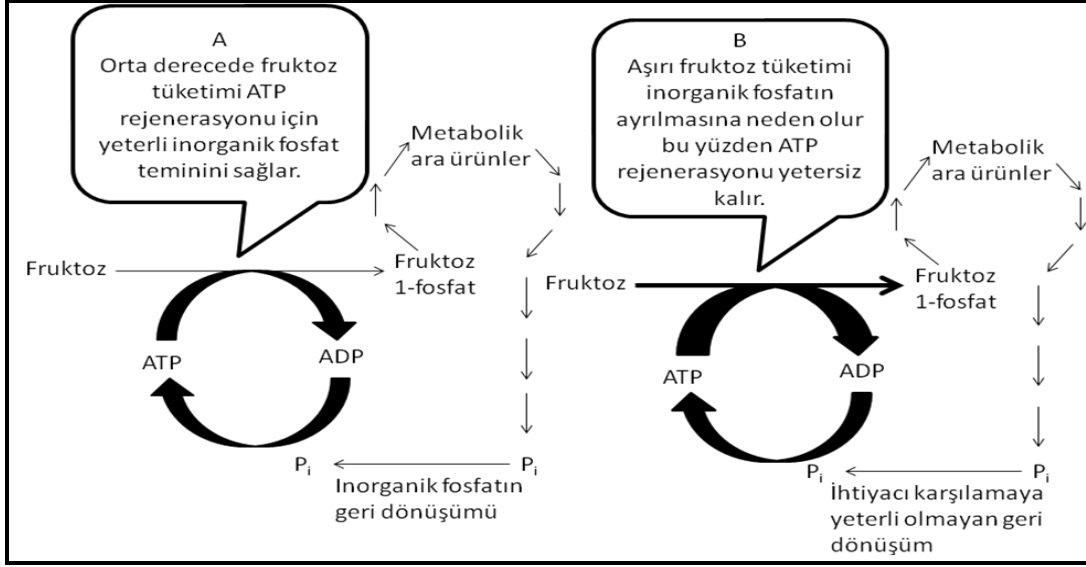 A
Orta derecede fruktoz
tüketimi ATP
rejenerasyonu için
yeterli inorganik fosfat
teminini sağlar.
Metabolik
ara ürünler
Fruktoz
Fruktoz
1-fosfat
ATP
ADP
Pi
Pi
Inorganik fosfatın
geri dönüşümü
B
Aşırı fruktoz tüketimi
inorganik fosfatın
ayrılmasına neden olur
bu yüzden ATP
rejenerasyonu yetersiz
kalır.
Metabolik
ara ürünler
Fruktoz
Fruktoz
1-fosfat
ATP
ADP
Pi
Pi
İhtiyacı karşılamaya
yeterli olmayan geri
dönüşüm